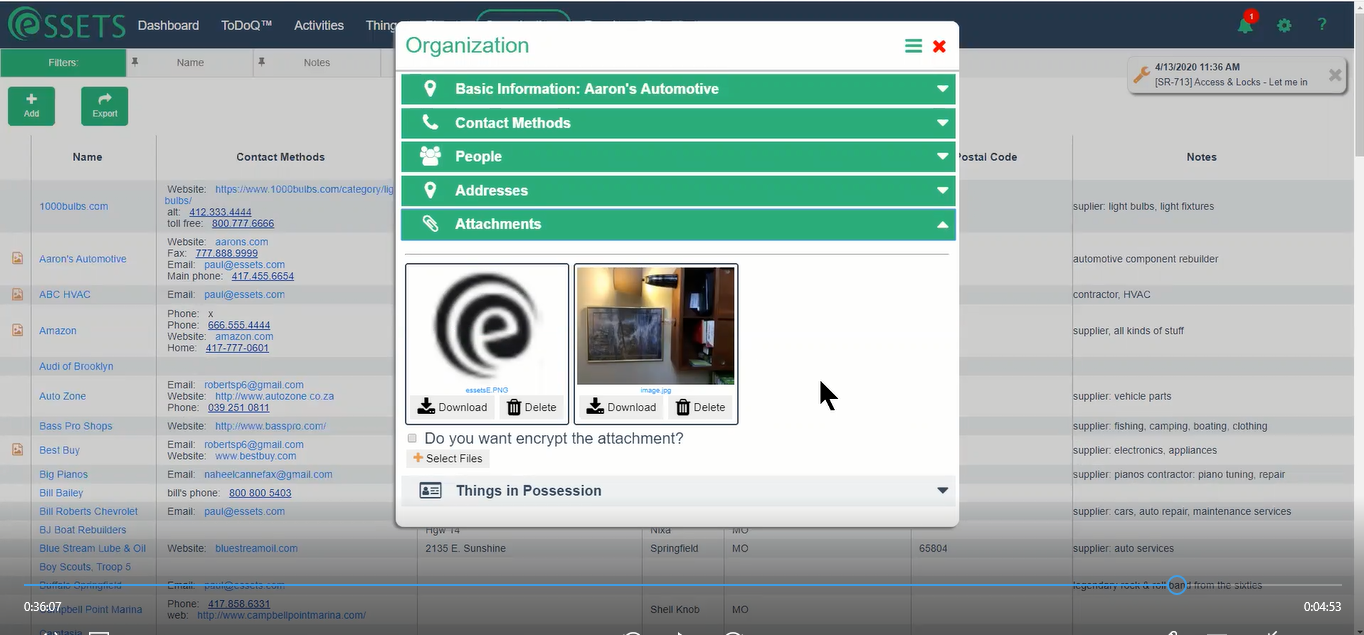 eSSETS
Dashboard ToDoQ™ Activities
1
?
Filters: Name Notes
4/13/2020 11:36 AM
[SR-713] Access & Locks - Let me in
Add
Export
Organization
Basic Information: Aaron's Automotive
Contact Methods
People
Addresses
Attachments
essetsE.PNG
Download Delete
image.jpg
Download Delete
Do you want encrypt the attachment?
Select Files
Things in Possession
Name Contact Methods Postal Code Notes
1000bulbs.com
Website: https://www.1000bulbs.com/category/lig
bulbs/
alt: 412.333.4444
toll free: 800.777.6666
suplier: light bulbs, light fixtures
Aaron's Automotive
Website: aarons.com
Fax: 777.888.9999
Email: paul@essets.com
Main phone: 417.455.6654
automotive component rebuilder
ABC HVAC
Email: paul@essets.com
contractor, HVAC
Amazon
Phone: x
Phone: 666.555.4444
Website: amazon.com
Home: 417-777-0601
supplier, all kinds of stuff
Audi of Brooklyn
Auto Zone
Email: robertsp6@gmail.com
Website: http://www.autozone.co.za
Phone: 039 251 0811
supplier: vehicle parts
Bass Pro Shops
Website: http://www.basspro.com/
supplier: fishing, camping, boating, clothing
Best Buy
Email: robertsp6@gmail.com
Website: www.bestbuy.com
supplier: electronics, appliances
Big Pianos
Email: naheelcannefax@gmail.com
supplier: pianos contractor: piano tuning, repair
Bill Bailey
bill's phone: 800 800 5403
Bill Roberts Chevrolet
Email: paul@essets.com
supplier: cars, auto repair, maintenance services
BJ Boat Rebuilders
Hgw 14 Nixa MO
Blue Stream Lube & Oil
Website: bluestreamoil.com
2135 E. Sunshine Springfield MO 65804
supplier: auto services
Boy Scouts, Troop 5
Buffalo Springfield
Email: paul@essets.com
legendary rock & roll band from the sixties
0:36:07
0:04:53
Campbell Point Marina
Phone: 417.858.6331
web: http://www.campbellpointmarina.com/
Shell Knob MO